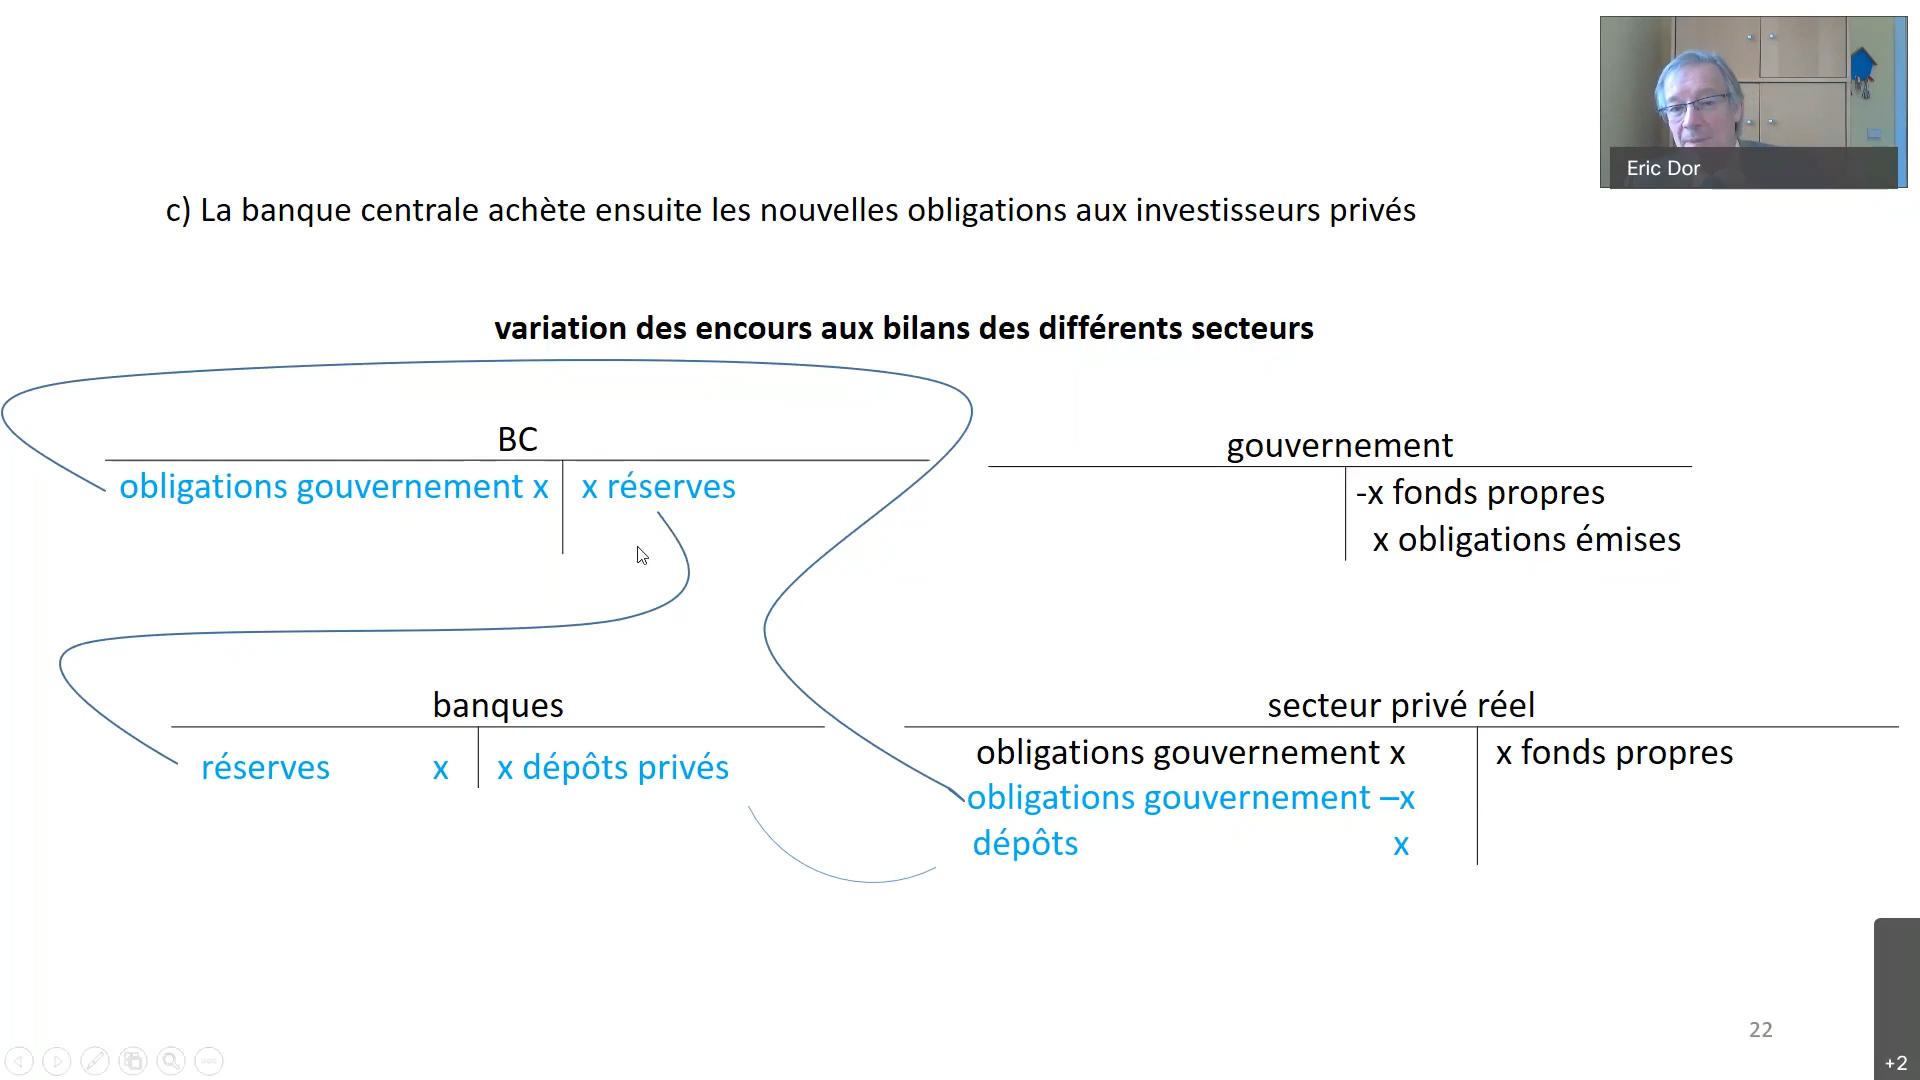 Eric Dor
c) La banque centrale achète ensuite les nouvelles obligations aux investisseurs privés
variation des encours aux bilans des différents secteurs
BC
obligations gouvernement x
x réserves
gouvernement
-x fonds propres
x obligations émises
banques
réserves x
x dépôts privés
secteur privé réel
obligations gouvernement x
x fonds propres
obligations gouvernement –x
dépôts x
22
+2